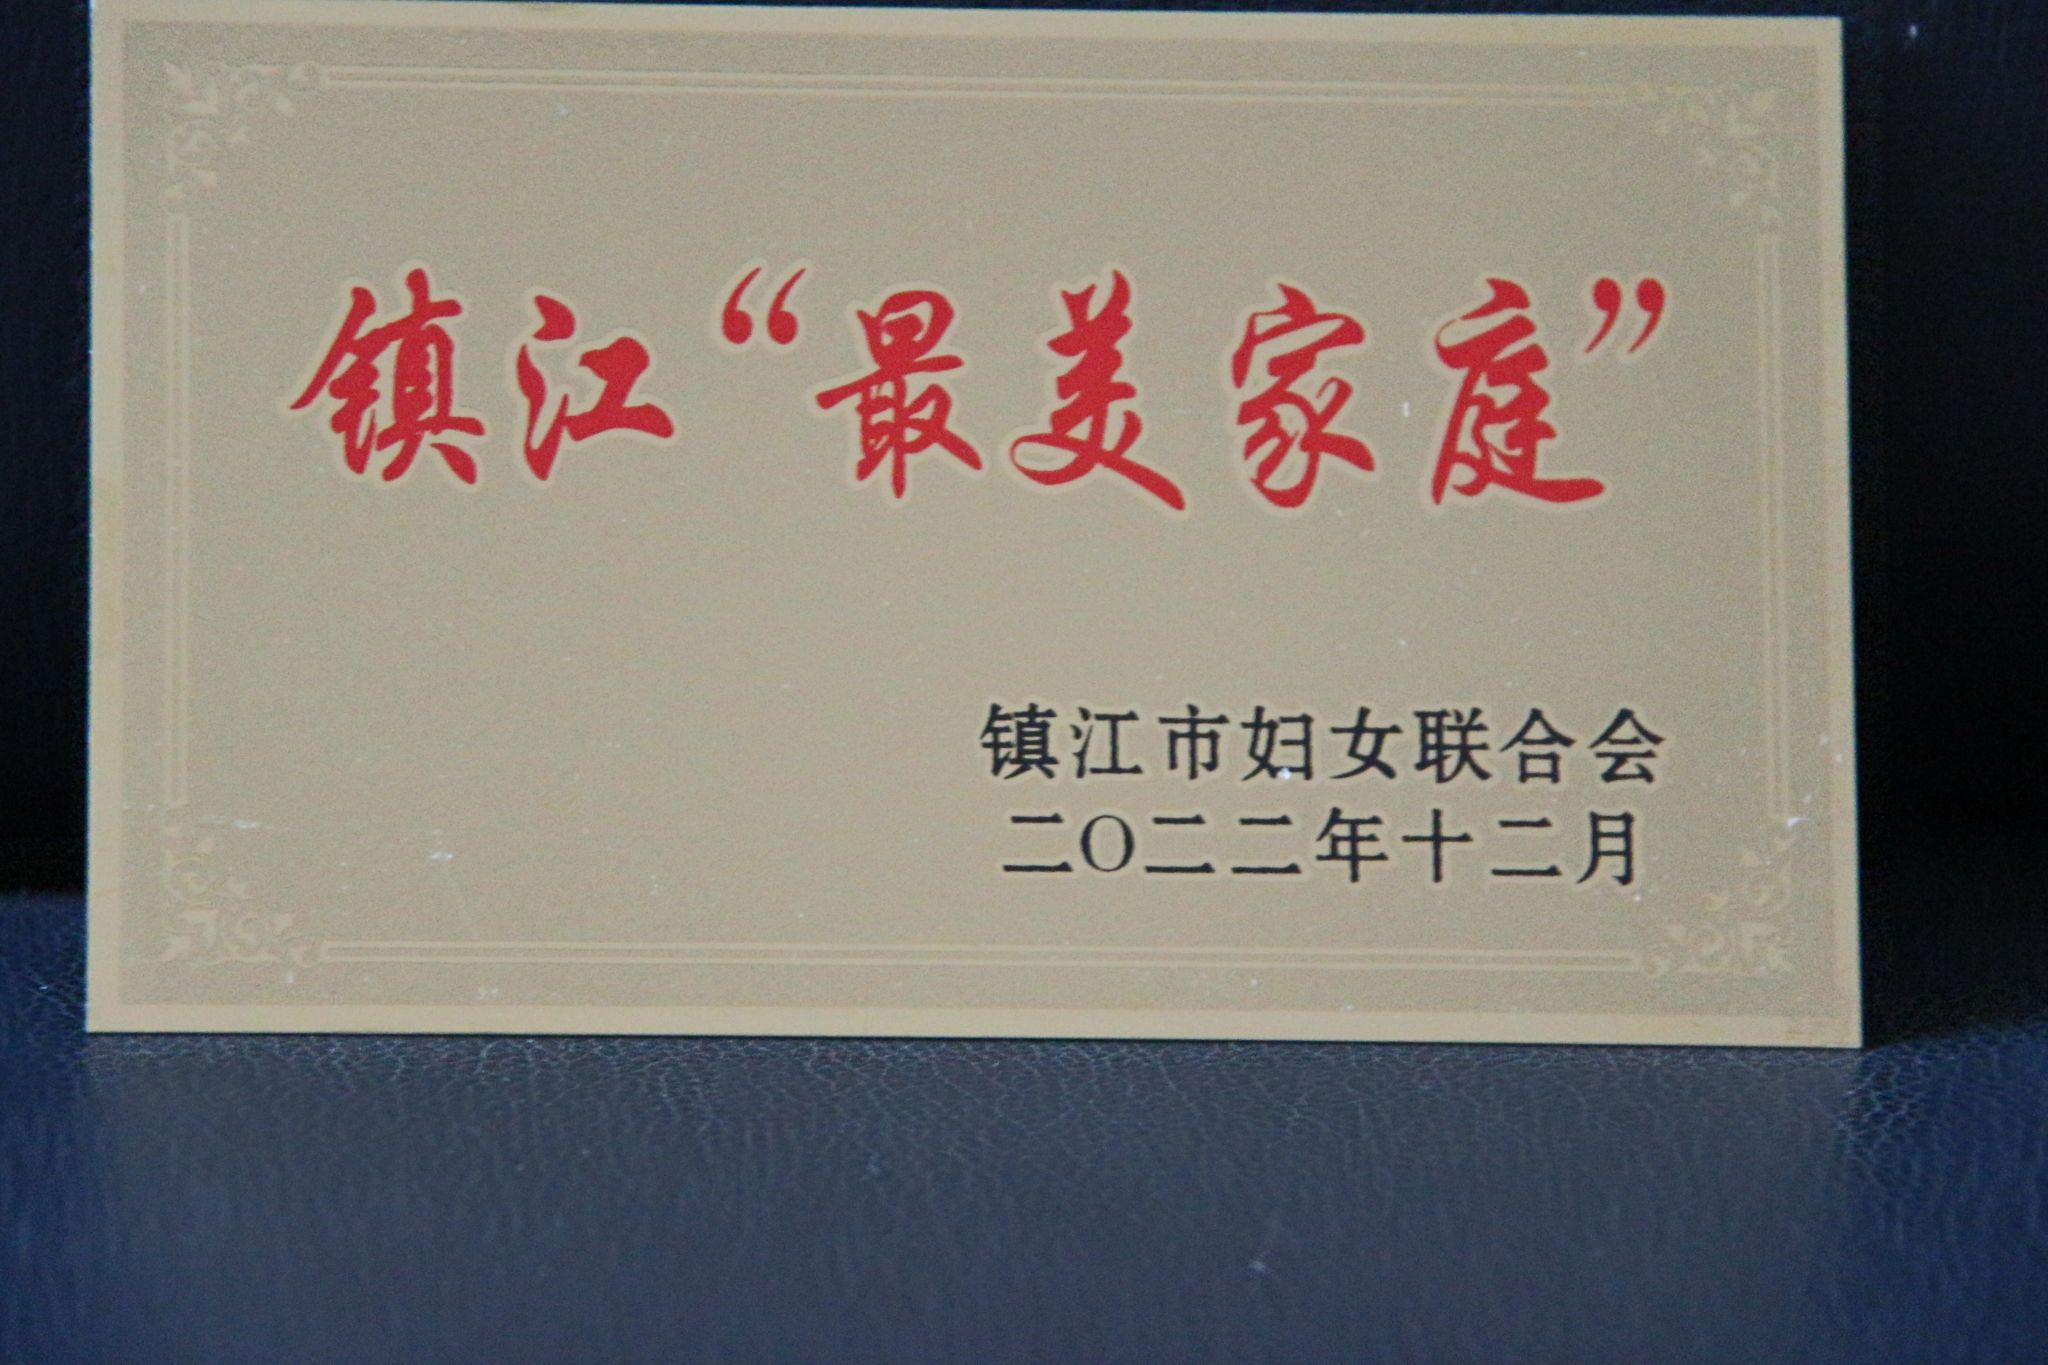 镇江“最美家庭”
镇江市妇女联合会
二〇二二年十二月